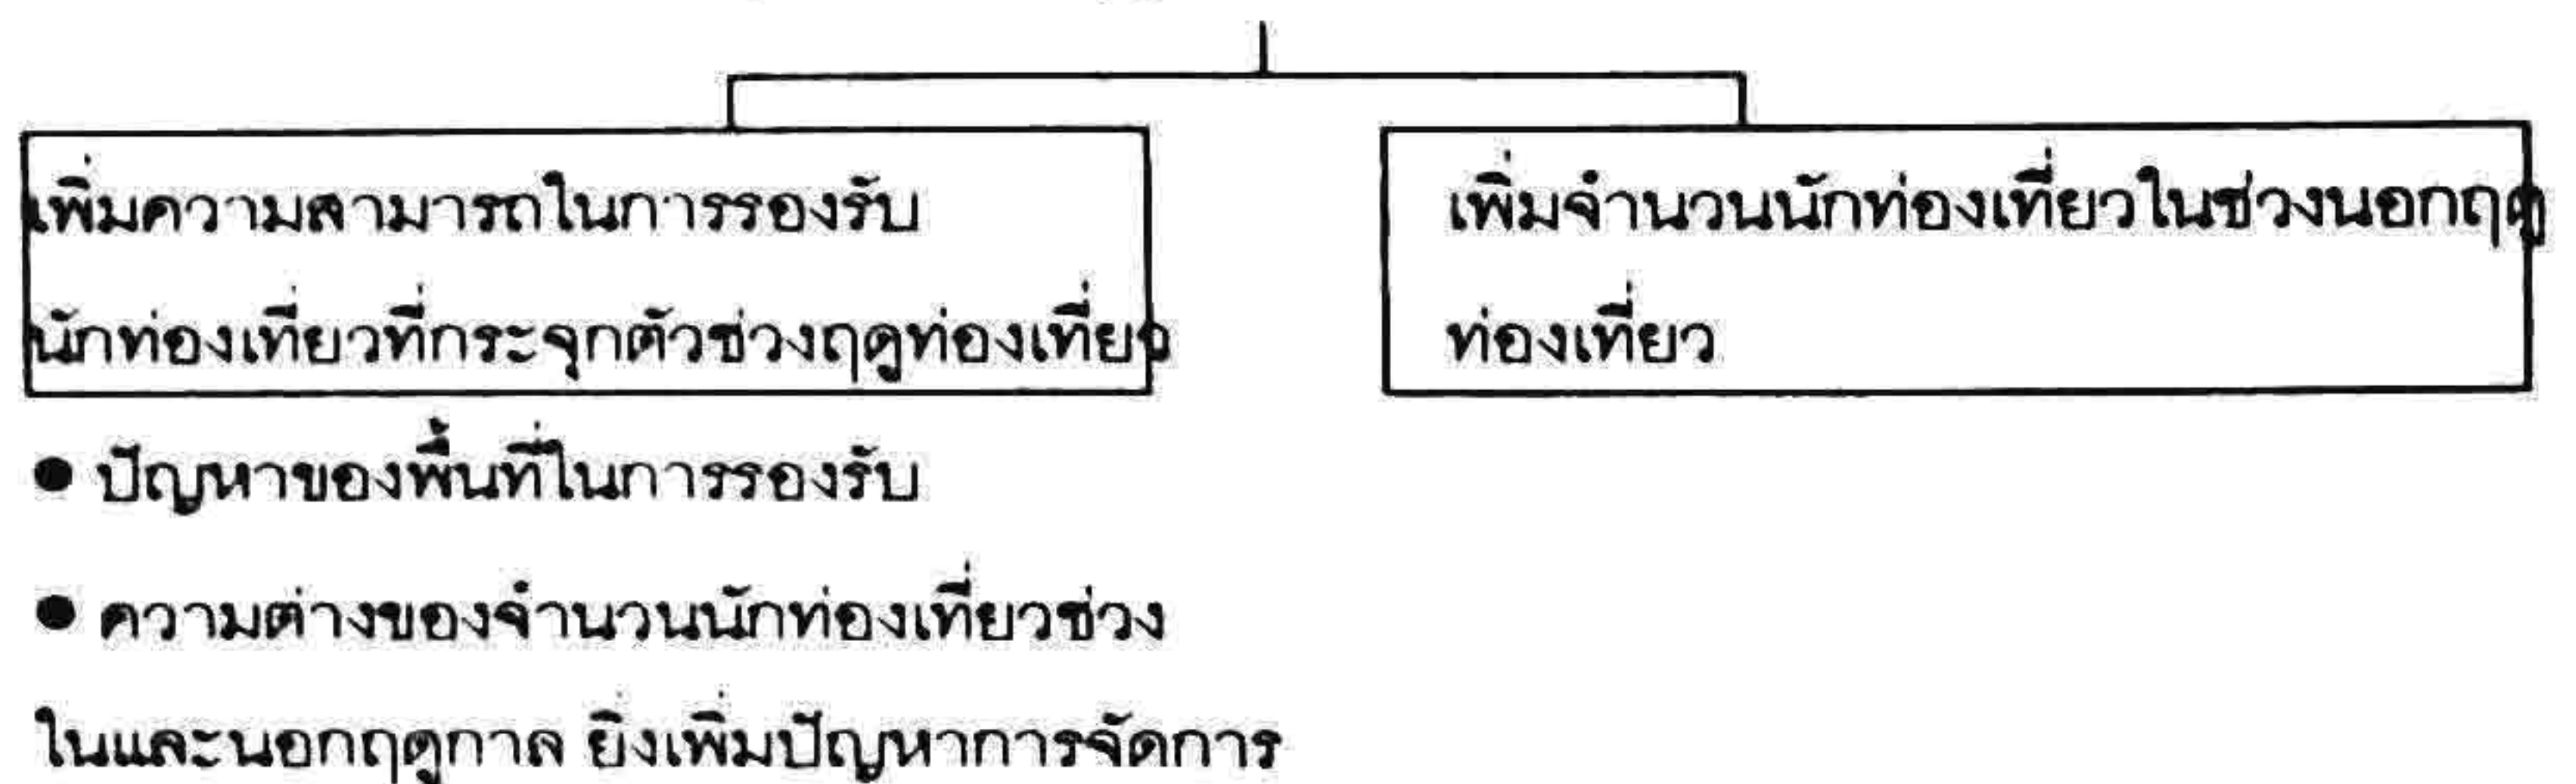 เพิ่มความสามารถในการรองรับ
นักท่องเที่ยวที่กระจุกตัวช่วงฤดูท่องเที่ยว
เพิ่มจำนวนนักท่องเที่ยวในช่วงนอกฤดู
ท่องเที่ยว
● ปัญหาของพื้นที่ในการรองรับ
● ความต่างของจำนวนนักท่องเที่ยวช่วง
ในและนอกฤดูกาล ยิ่งเพิ่มปัญหาการจัดการ